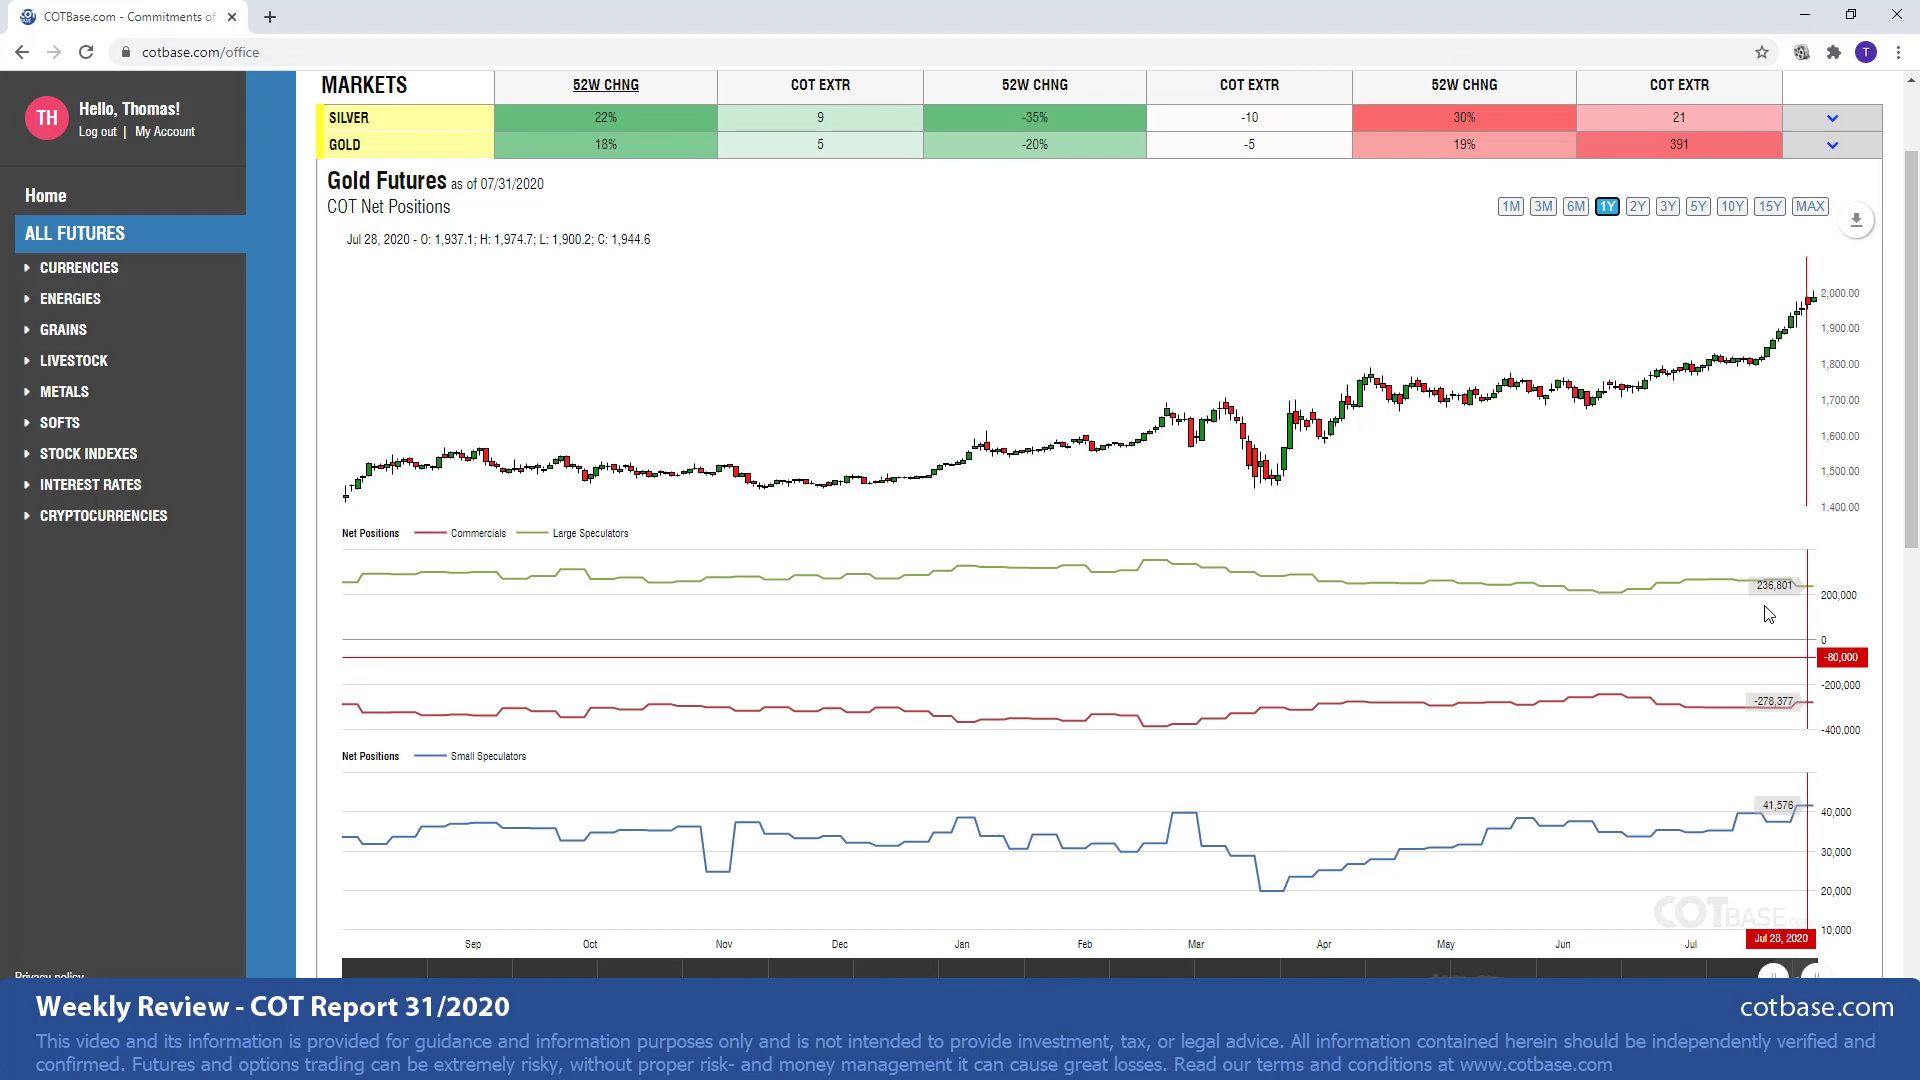 COTBase.com - Commitments of
cotbase.com/office
T
TH
Hello, Thomas!
Log out | My Account
Home
ALL FUTURES
CURRENCIES
ENERGIES
GRAINS
LIVESTOCK
METALS
SOFTS
STOCK INDEXES
INTEREST RATES
CRYPTOCURRENCIES
Privacy policy
MARKETS 52W CHNG COT EXTR 52W CHNG COT EXTR 52W CHNG COT EXTR
SILVER 22% 9 -35% -10 30% 21
GOLD 18% 5 -20% -5 19% 391
Gold Futures as of 07/31/2020
COT Net Positions
1M 3M 6M 1Y 2Y 3Y 5Y 10Y 15Y MAX
Jul 28, 2020 - O: 1,937.1; H: 1,974.7; L: 1,900.2; C: 1,944.6
2,000.00
1,900.00
1,800.00
1,700.00
1,600.00
1,500.00
1,400.00
Net Positions Commercials Large Speculators
236,801
200,000
0
-80,000
-200,000
-278,377
-400,000
Net Positions Small Speculators
41,576
40,000
30,000
20,000
10,000
COTBASE.COM
Sep Oct Nov Dec Jan Feb Mar Apr May Jun Jul Jul 28, 2020
Weekly Review - COT Report 31/2020
cotbase.com
This video and its information is provided for guidance and information purposes only and is not intended to provide investment, tax, or legal advice. All information contained herein should be independently verified and
confirmed. Futures and options trading can be extremely risky, without proper risk- and money management it can cause great losses. Read our terms and conditions at www.cotbase.com